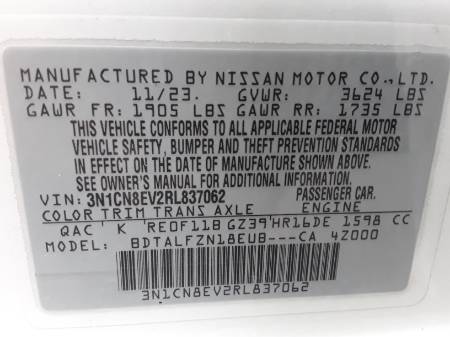 MANUFACTURED BY NISSAN MOTOR CO., LTD.
DATE: 11/23. GVWR: 3624 LBS
GAWR FR: 1905 LBS GAWR RR: 1735 LBS
THIS VEHICLE CONFORMS TO ALL APPLICABLE FEDERAL MOTOR
VEHICLE SAFETY, BUMPER AND THEFT PREVENTION STANDARDS
IN EFFECT ON THE DATE OF MANUFACTURE SHOWN ABOVE.
SEE OWNER'S MANUAL FOR ADDITIONAL INFORMATION
VIN: 3N1CN8EV2RL837062 PASSENGER CAR.
COLOR TRIM TRANS AXLE ENGINE
QAC' K 'RE0F11B GZ39'HR16DE 1598 CC
MODEL: BDTALFZN18EUB---CA 4Z000
3N1CN8EV2RL837062